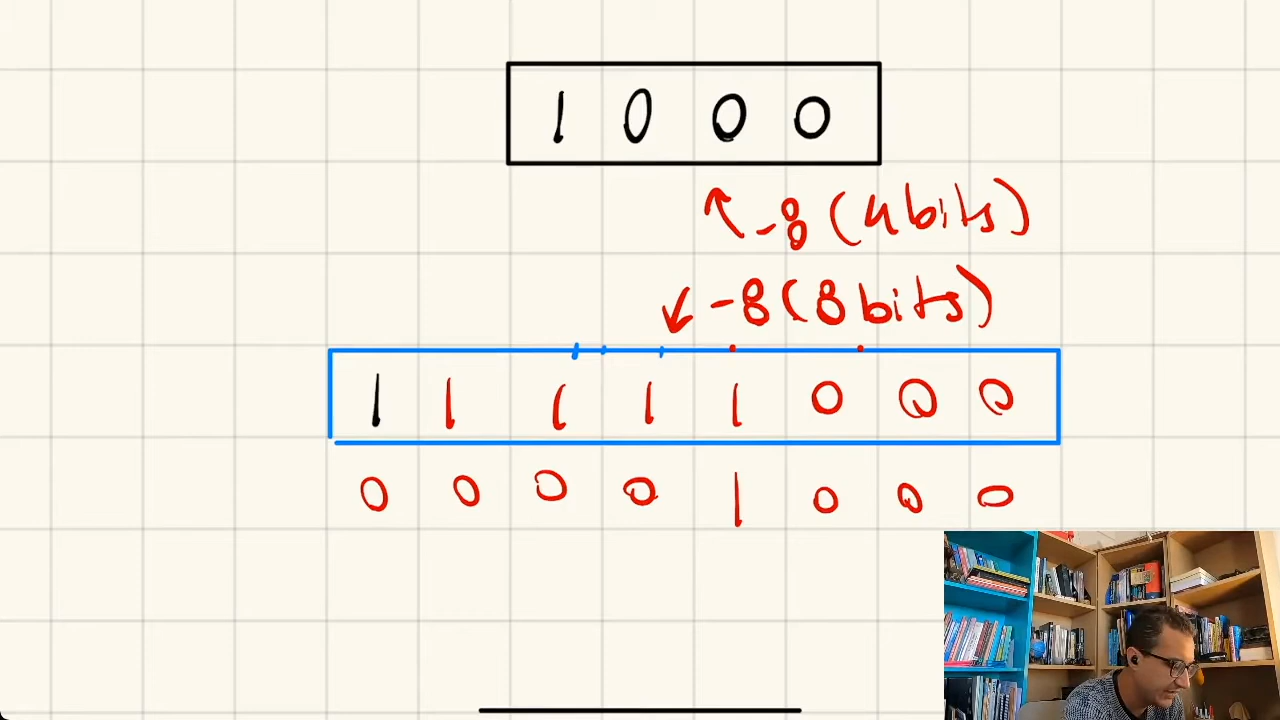 1 0 0 0
-8 (4 bits)
-8 (8 bits)
1 1 1 1 1 0 0 0
0 0 0 0 1 0 0 0